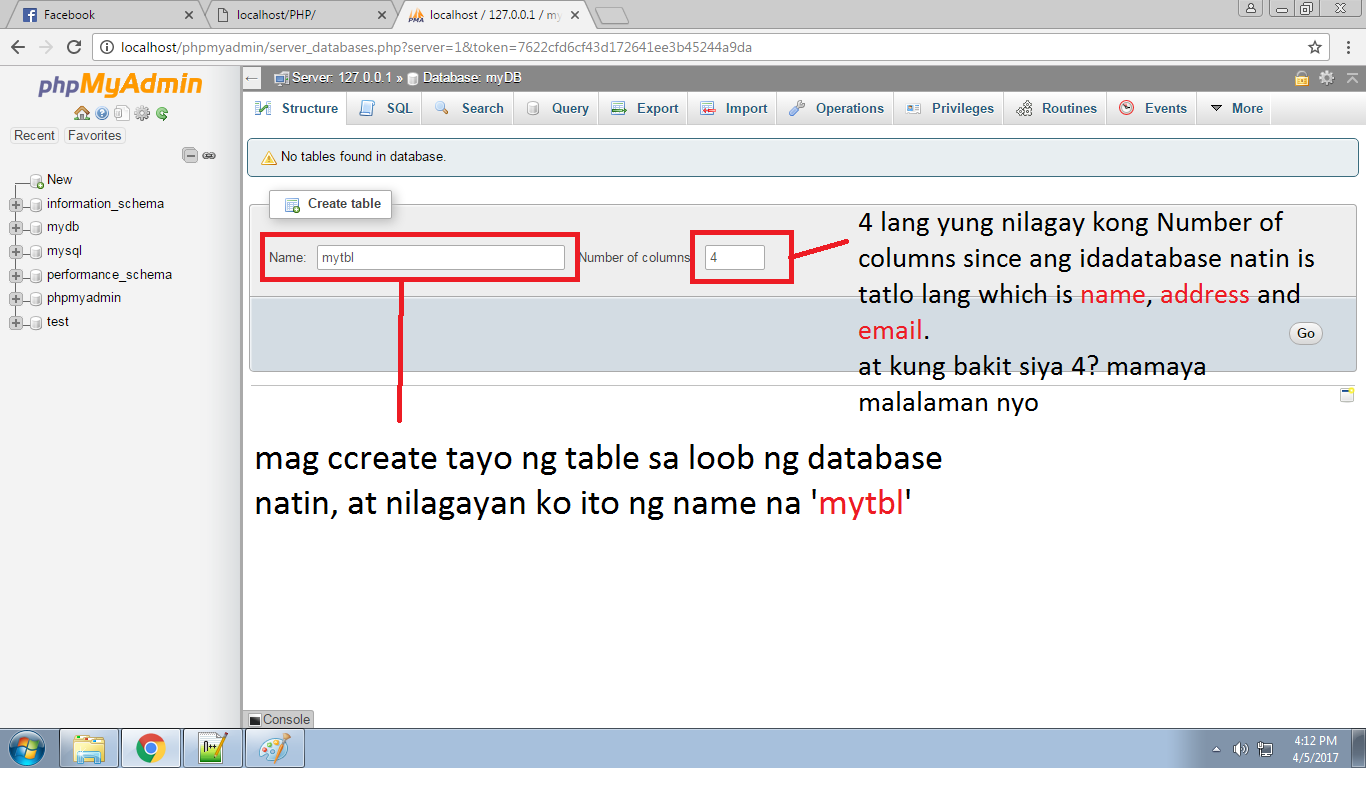 Facebook
localhost/PHP/
localhost / 127.0.0.1 / my
localhost/phpmyadmin/server_databases.php?server=1&token=7622cfd6cf43d172641ee3b45244a9da
phpMyAdmin
Recent Favorites
New
information_schema
mydb
mysql
performance_schema
phpmyadmin
test
Server: 127.0.0.1 » Database: myDB
Structure SQL Search Query Export Import Operations Privileges Routines Events More
No tables found in database.
Create table
Name: mytbl Number of columns 4
Go
4 lang yung nilagay kong Number of
columns since ang idadatabase natin is
tatlo lang which is name, address and
email.
at kung bakit siya 4? mamaya
malalaman nyo
mag ccreate tayo ng table sa loob ng database
natin, at nilagayan ko ito ng name na 'mytbl'
Console
4:12 PM
4/5/2017